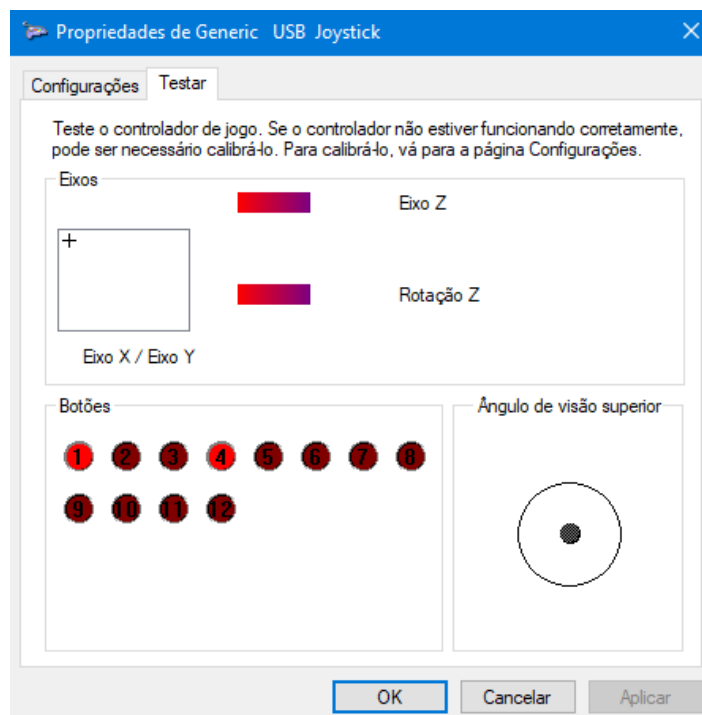 Propriedades de Generic USB Joystick
Configurações Testar
Teste o controlador de jogo. Se o controlador não estiver funcionando corretamente,
pode ser necessário calibrá-lo. Para calibrá-lo, vá para a página Configurações.
Eixos
Eixo Z
Rotação Z
Eixo X / Eixo Y
Botões
1 2 3 4 5 6 7 8
9 10 11 12
Ângulo de visão superior
OK Cancelar Aplicar